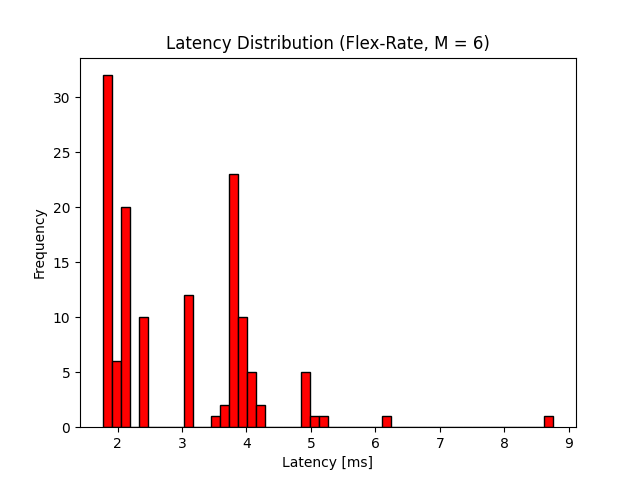 Latency Distribution (Flex-Rate, M = 6)
Frequency
30
25
20
15
10
5
0
2 3 4 5 6 7 8 9
Latency [ms]